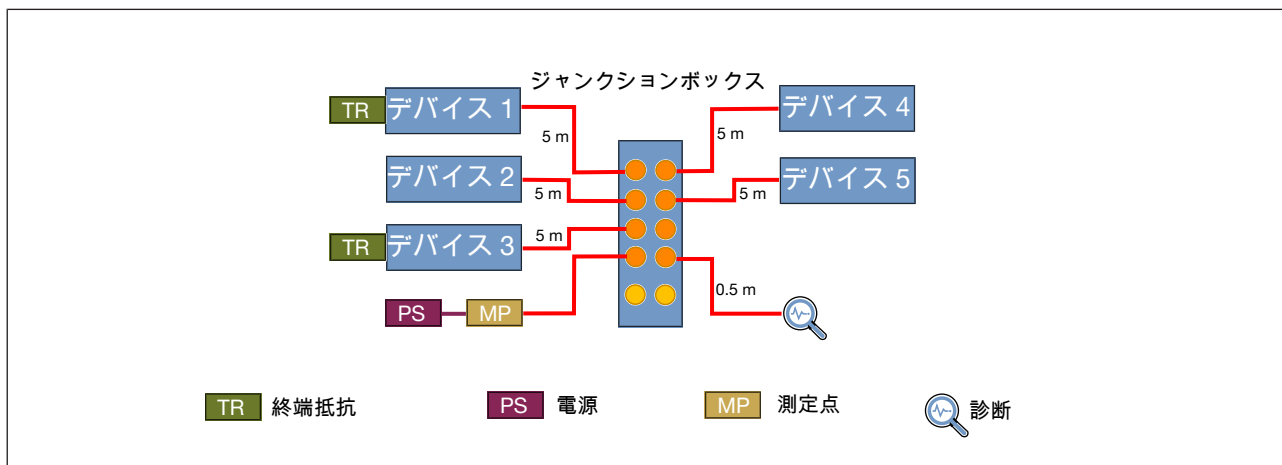 ジャンクションボックス
TR デバイス 1
5 m
デバイス 4
5 m
デバイス 2
5 m
デバイス 5
5 m
TR デバイス 3
5 m
PS MP
0.5 m
TR 終端抵抗
PS 電源
MP 測定点
診断